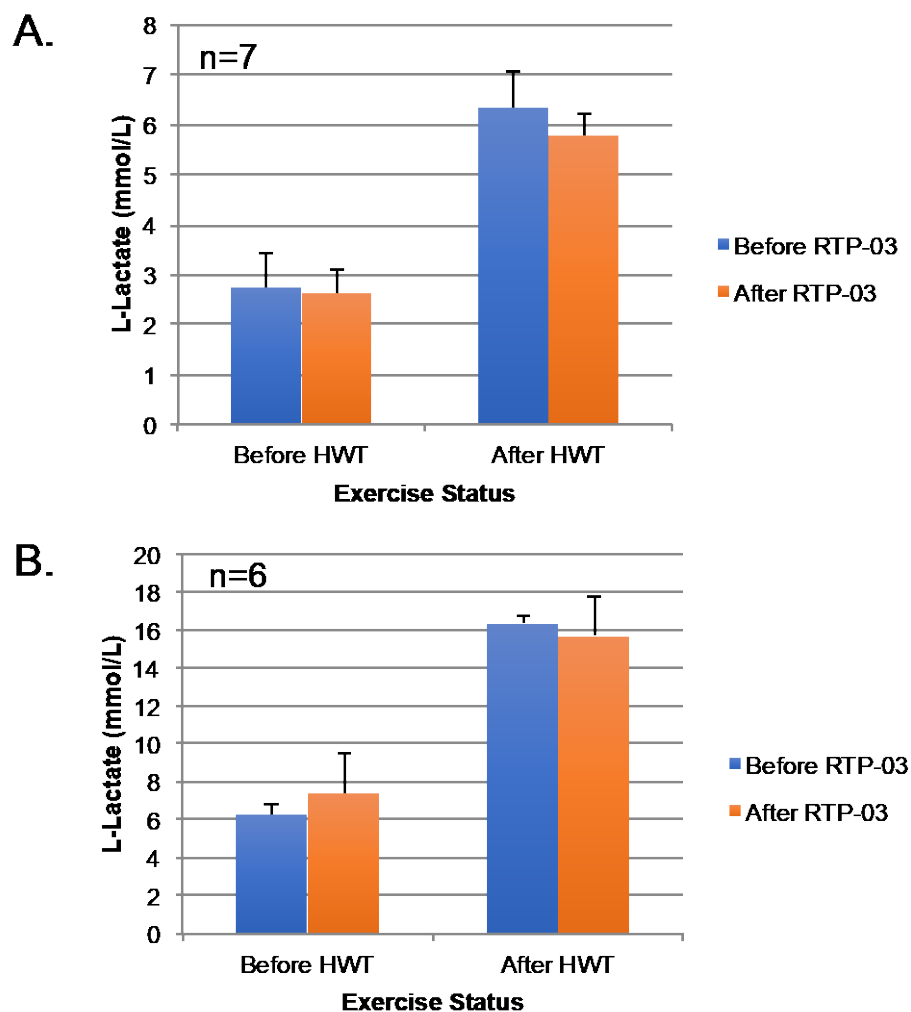 A.
n=7
L-Lactate (mmol/L)
8
7
6
5
4
3
2
1
0
Before HWT
After HWT
Exercise Status
Before RTP-03
After RTP-03
B.
n=6
L-Lactate (mmol/L)
20
18
16
14
12
10
8
6
4
2
0
Before HWT
After HWT
Exercise Status
Before RTP-03
After RTP-03